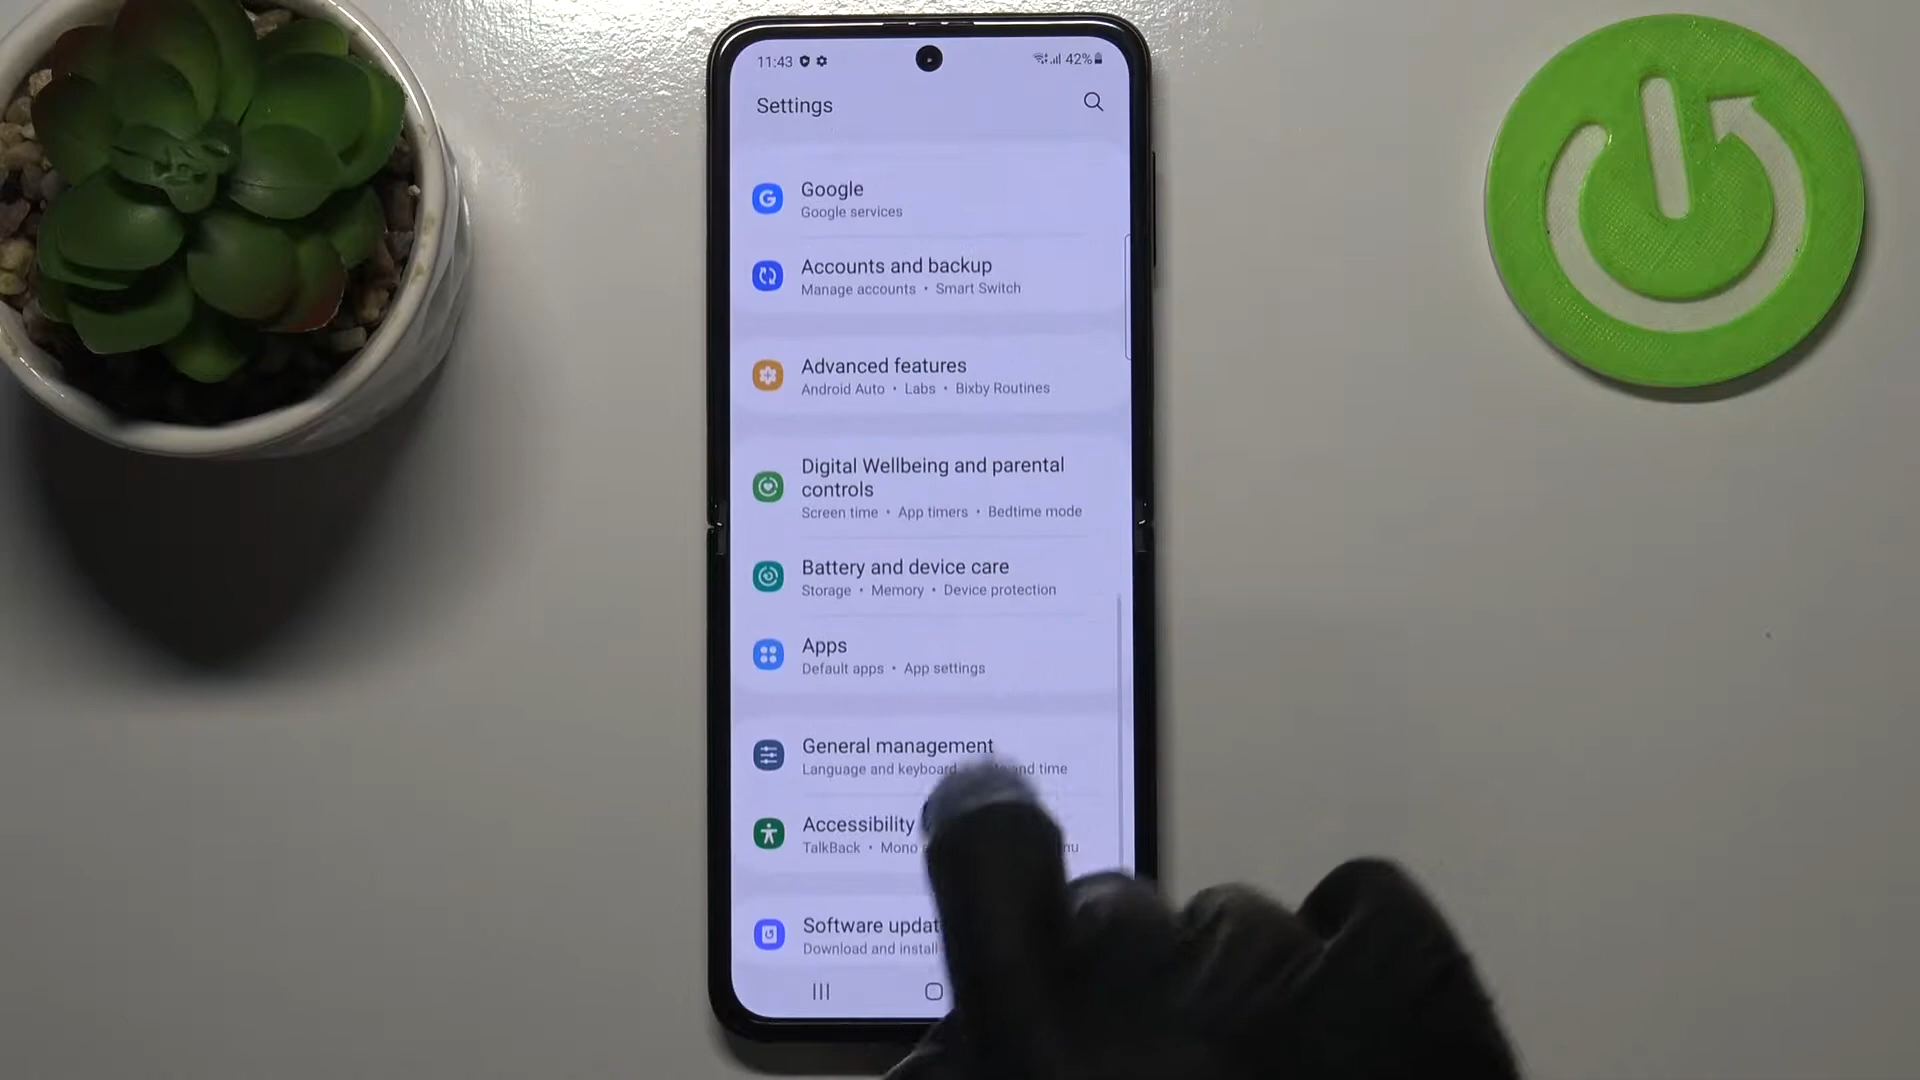 11:43
42%
Settings
Google
Google services
Accounts and backup
Manage accounts • Smart Switch
Advanced features
Android Auto • Labs • Bixby Routines
Digital Wellbeing and parental
controls
Screen time • App timers • Bedtime mode
Battery and device care
Storage • Memory • Device protection
Apps
Default apps • App settings
General management
Language and keyboard and time
Accessibility
TalkBack • Mono
Software
Download and install